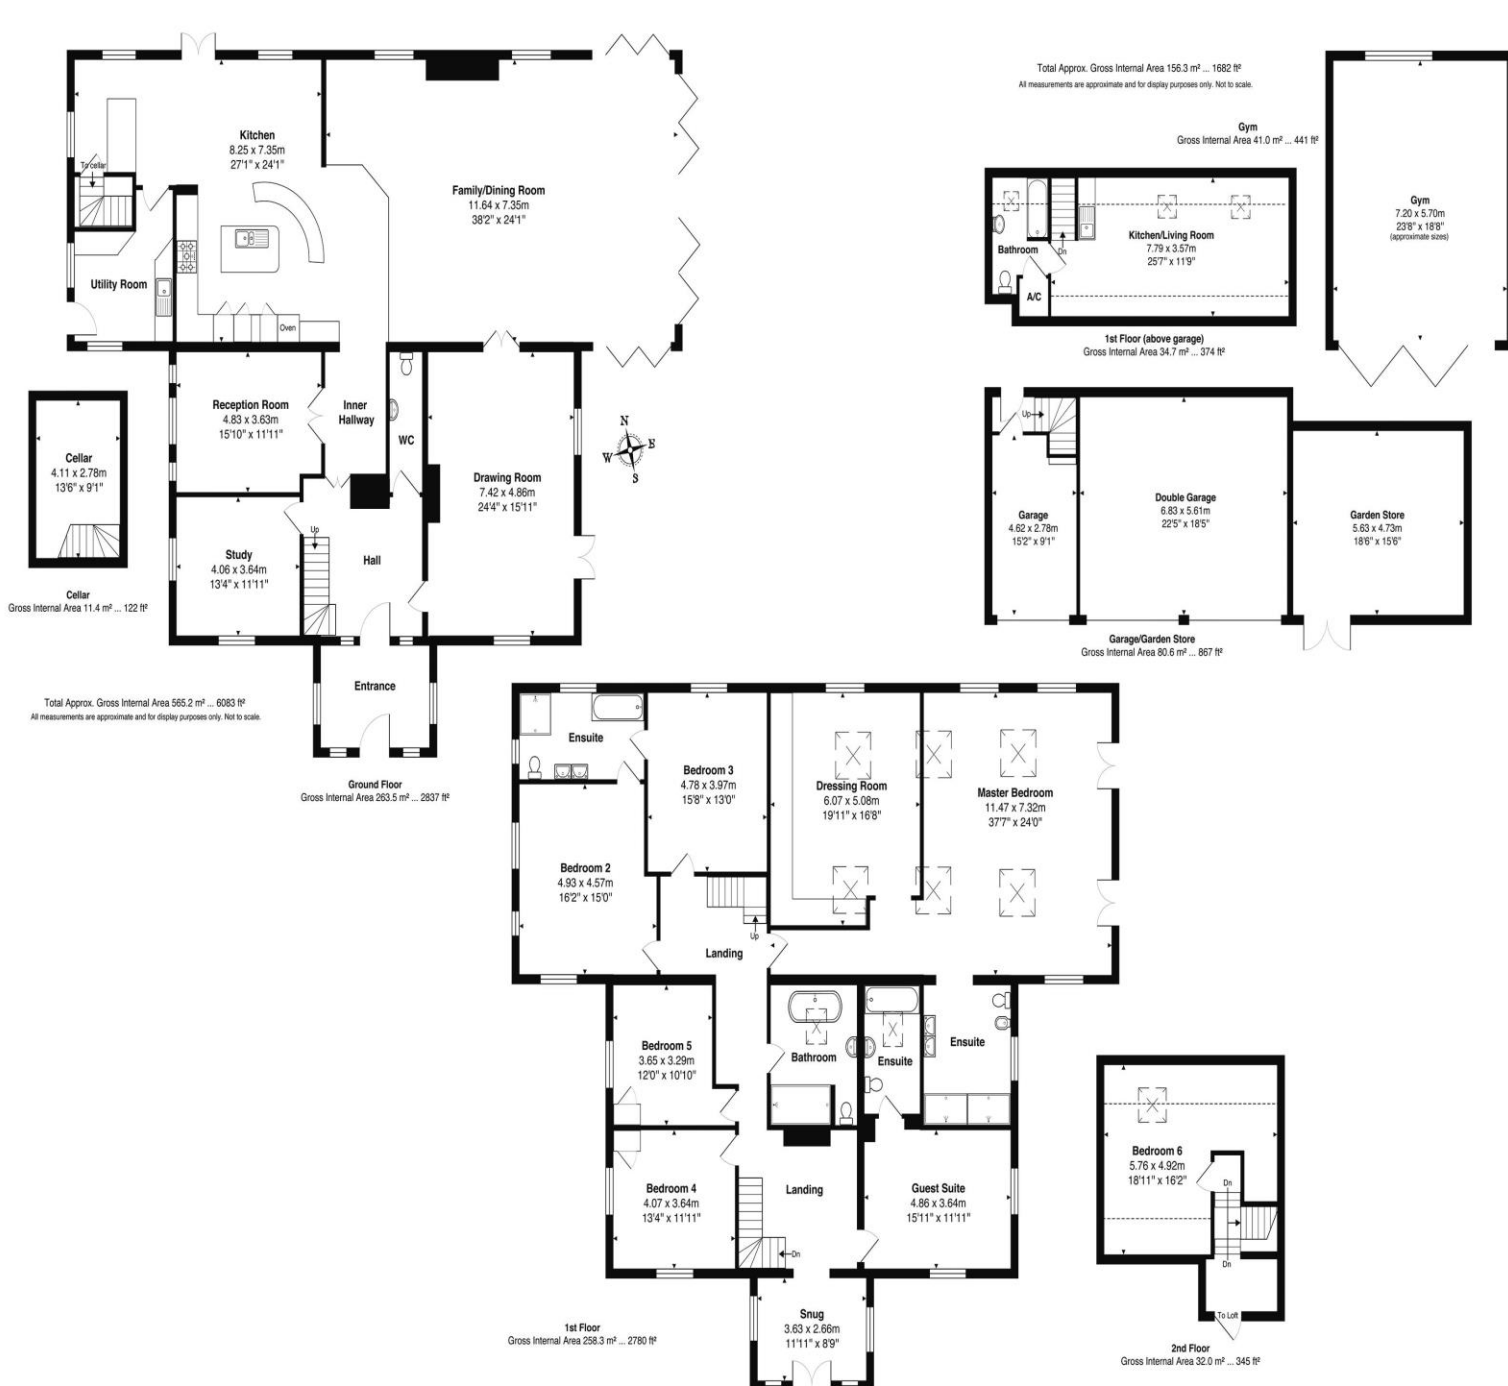 To cellar
Kitchen
8.25 x 7.35m
27'1" x 24'1"
Family/Dining Room
11.64 x 7.35m
38'2" x 24'1"
Utility Room
Oven
Reception Room
4.83 x 3.63m
15'10" x 11'11"
Inner
Hallway
WC
Drawing Room
7.42 x 4.86m
24'4" x 15'11"
N
W E
S
Cellar
4.11 x 2.78m
13'6" x 9'1"
Cellar
Gross Internal Area 11.4 m² ... 122 ft²
Study
4.06 x 3.64m
13'4" x 11'11"
Up
Hall
Entrance
Total Approx. Gross Internal Area 565.2 m² ... 6083 ft²
All measurements are approximate and for display purposes only. Not to scale.
Ground Floor
Gross Internal Area 263.5 m² ... 2837 ft²
Total Approx. Gross Internal Area 156.3 m² ... 1682 ft²
All measurements are approximate and for display purposes only. Not to scale.
Gym
Gross Internal Area 41.0 m² ... 441 ft²
Gym
7.20 x 5.70m
23'8" x 18'8"
(approximate sizes)
Bathroom
Dn
A/C
Kitchen/Living Room
7.79 x 3.57m
25'7" x 11'9"
1st Floor (above garage)
Gross Internal Area 34.7 m² ... 374 ft²
Up
Garage
4.62 x 2.78m
15'2" x 9'1"
Double Garage
6.83 x 5.61m
22'5" x 18'5"
Garden Store
5.63 x 4.73m
18'6" x 15'6"
Garage/Garden Store
Gross Internal Area 80.6 m² ... 867 ft²
Ensuite
Bedroom 3
4.78 x 3.97m
15'8" x 13'0"
Dressing Room
6.07 x 5.08m
19'11" x 16'8"
Master Bedroom
11.47 x 7.32m
37'7" x 24'0"
Bedroom 2
4.93 x 4.57m
16'2" x 15'0"
Up
Landing
Bedroom 5
3.65 x 3.29m
12'0" x 10'10"
Bathroom
Ensuite
Ensuite
Bedroom 4
4.07 x 3.64m
13'4" x 11'11"
Landing
Dn
Guest Suite
4.86 x 3.64m
15'11" x 11'11"
Snug
3.63 x 2.66m
11'11" x 8'9"
1st Floor
Gross Internal Area 258.3 m² ... 2780 ft²
Bedroom 6
5.76 x 4.92m
18'11" x 16'2"
Dn
Dn
To Loft
2nd Floor
Gross Internal Area 32.0 m² ... 345 ft²